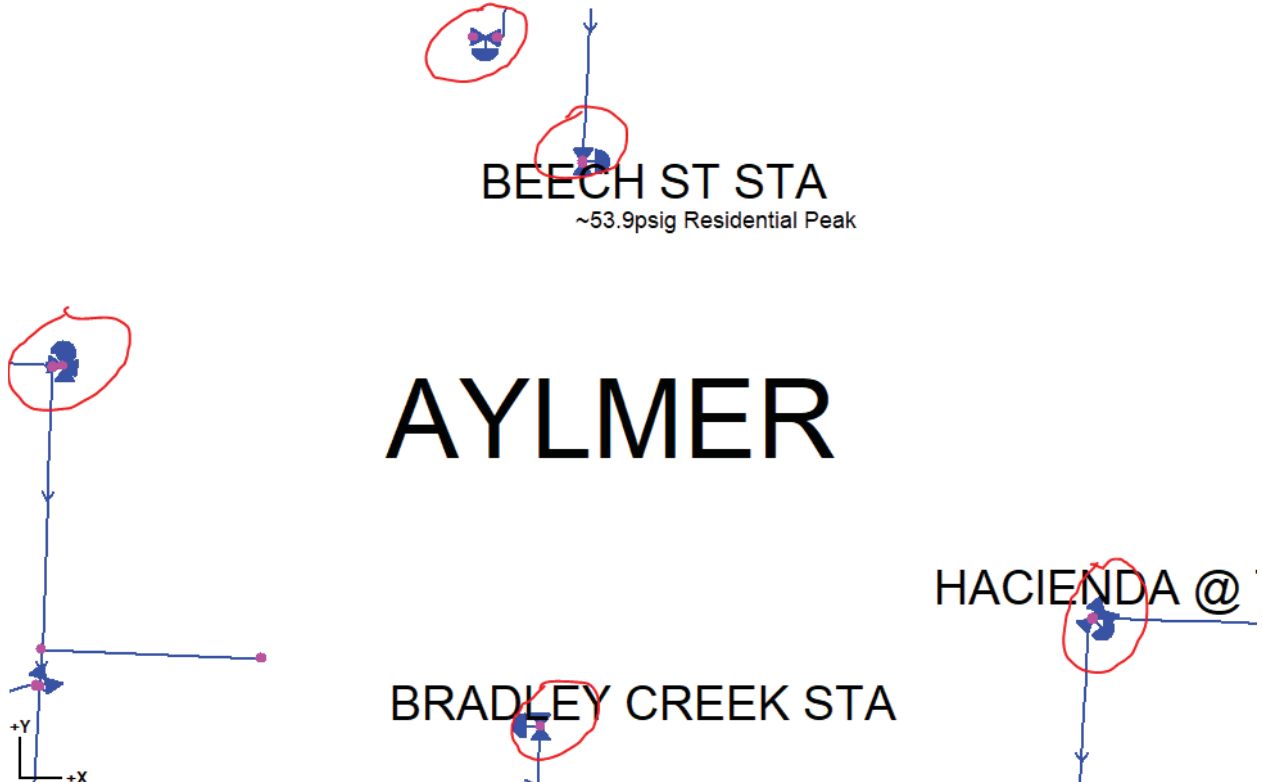 BEECH ST STA
~53.9psig Residential Peak
AYLMER
HACIENDA @
BRADLEY CREEK STA
+Y
+X